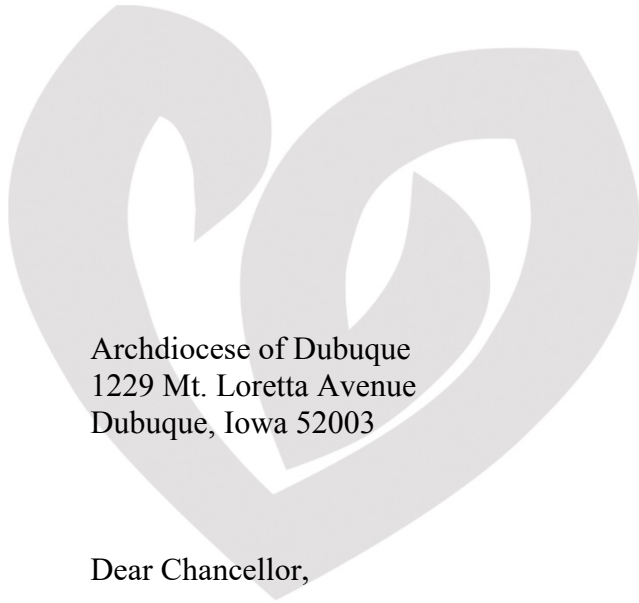 Archdiocese of Dubuque
1229 Mt. Loretta Avenue
Dubuque, Iowa 52003
Dear Chancellor,